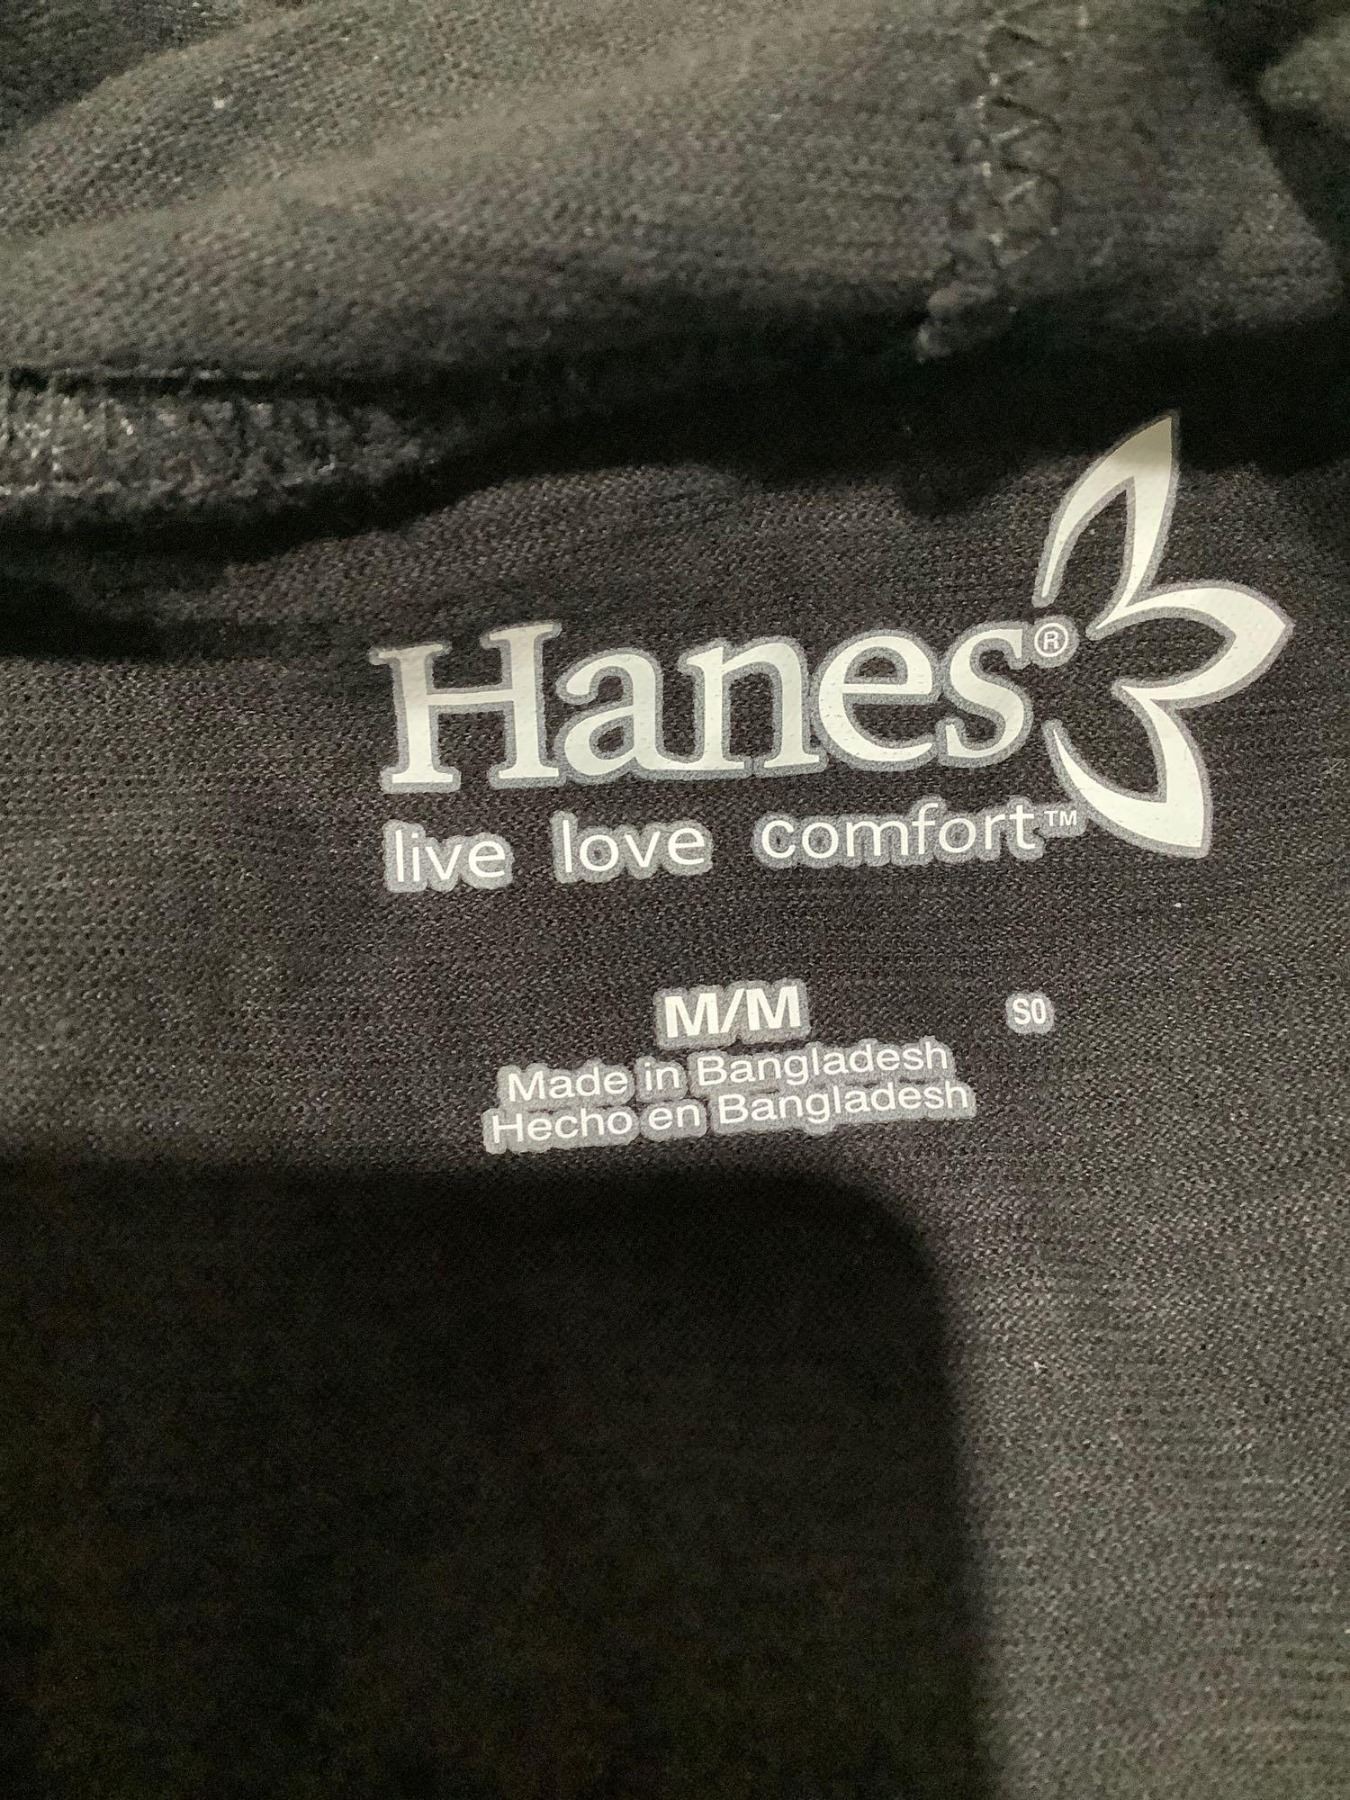 Hanes®
live love comfort™
M/M S0
Made in Bangladesh
Hecho en Bangladesh